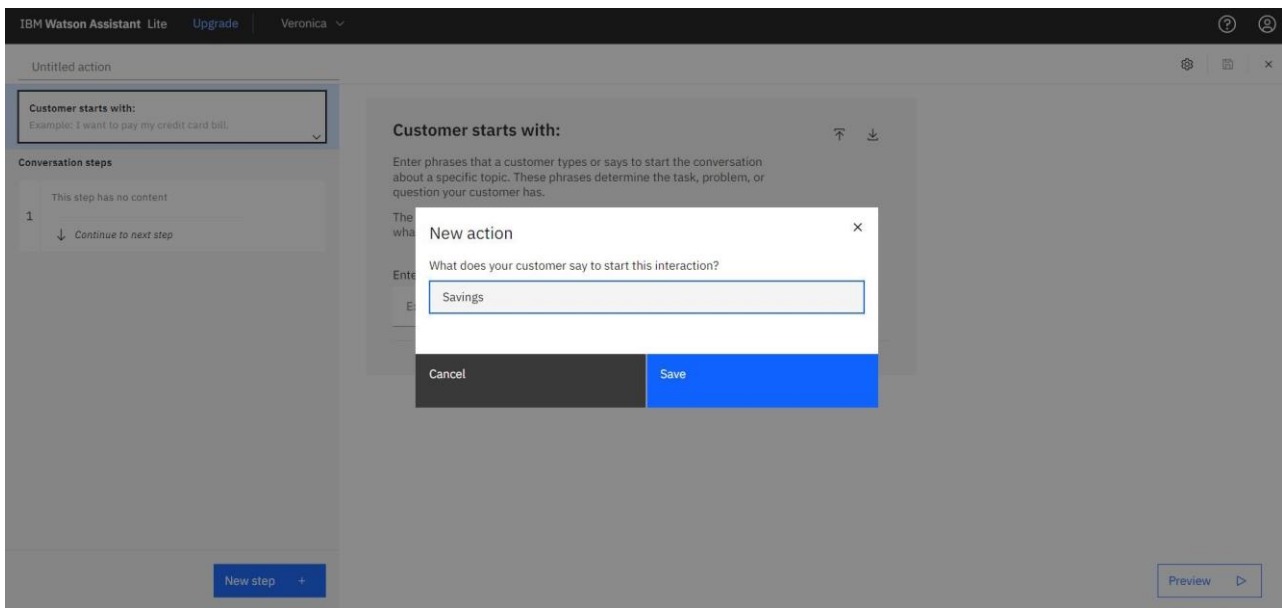 IBM Watson Assistant Lite Upgrade Veronica
Untitled action
Customer starts with:
Example: I want to pay my credit card bill.
Conversation steps
This step has no content
1
Continue to next step
New step +
Customer starts with:
Enter phrases that a customer types or says to start the conversation
about a specific topic. These phrases determine the task, problem, or
question your customer has.
The
wha
Ente
New action
What does your customer say to start this interaction?
Savings
Cancel
Save
Preview